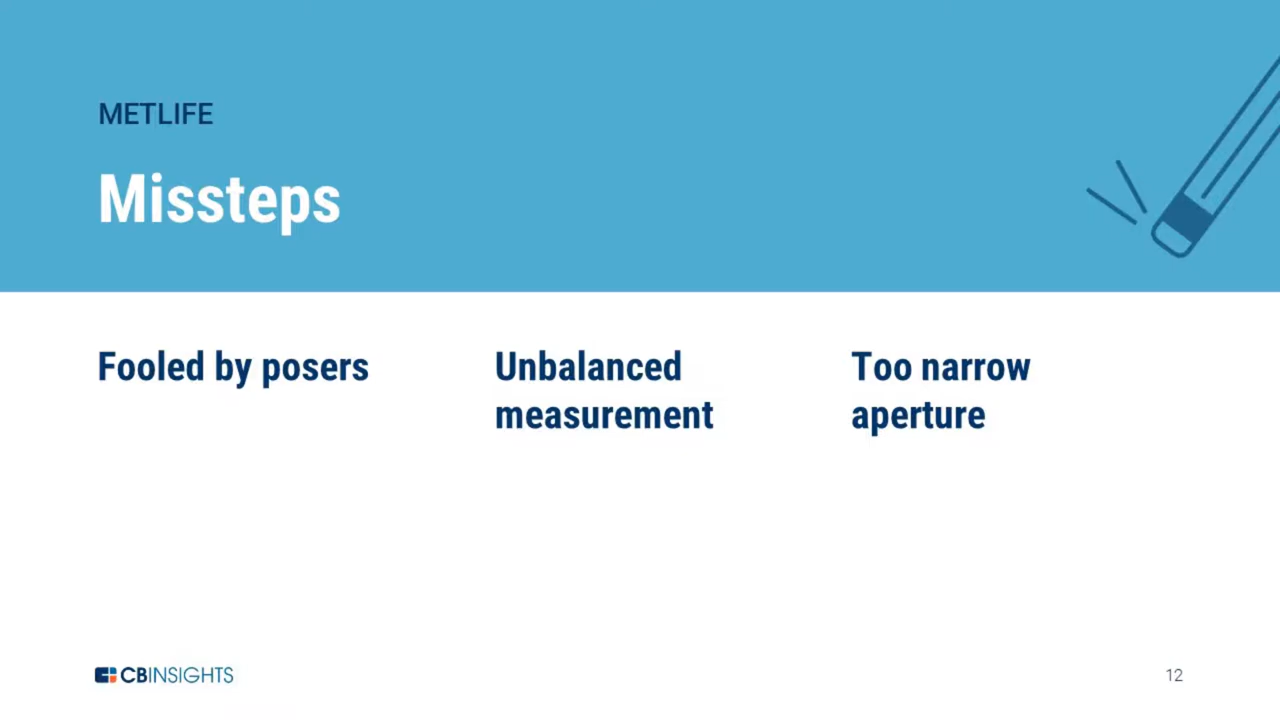 METLIFE
Missteps
Fooled by posers
Unbalanced
measurement
Too narrow
aperture
CBINSIGHTS
12